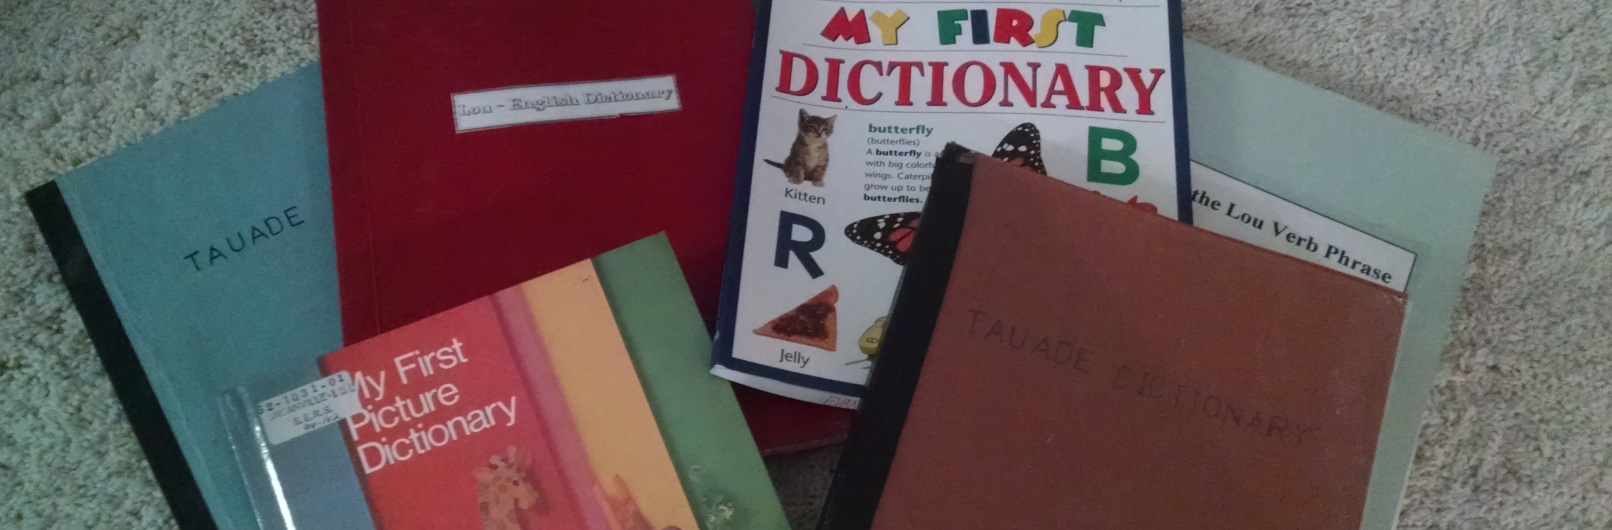 TAUADE
Lou - English Dictionary
MY FIRST
DICTIONARY
butterfly
(butterflies)
A butterfly is
with big colorf
wings. Caterpi
grow up to be
butterflies.
B
Kitten
R
Jelly
the Lou Verb Phrase
TAUADE DICTIONARY
My First
Picture
Dictionary